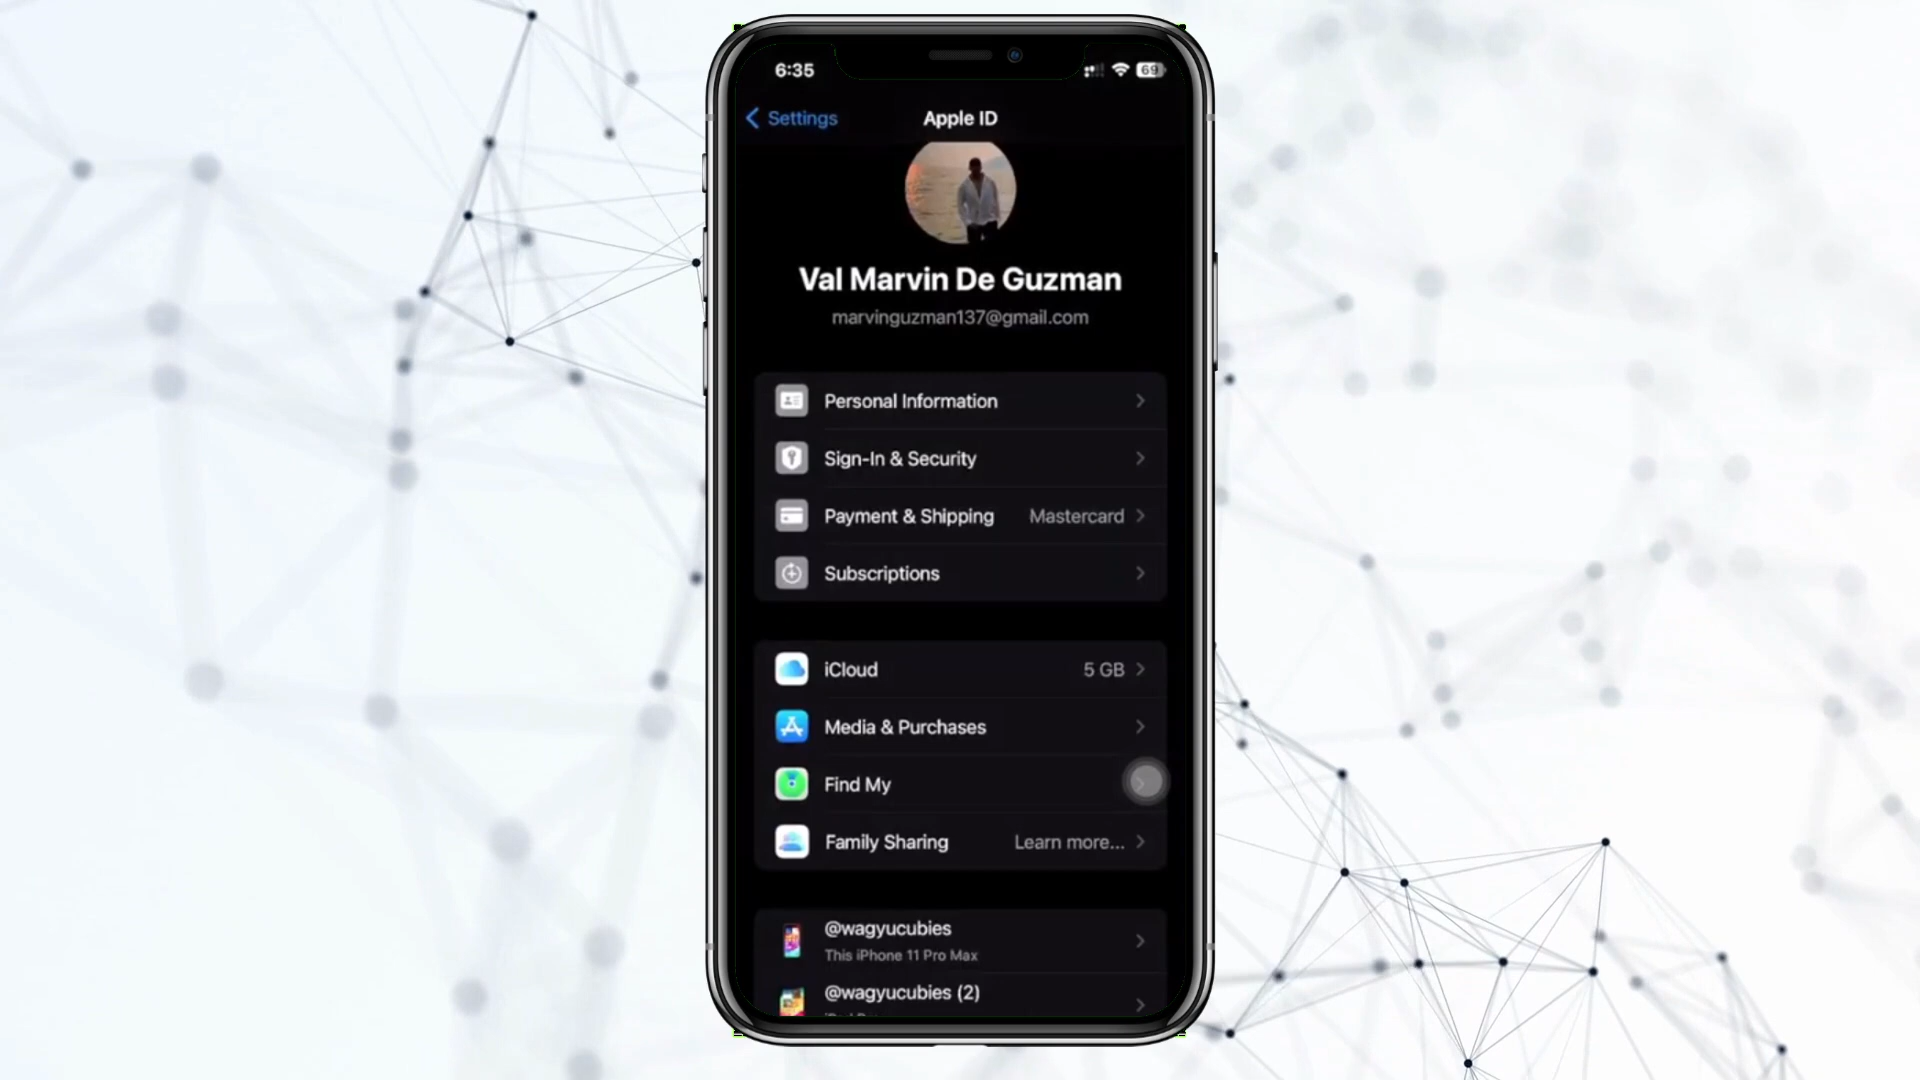 6:35
69
Settings
Apple ID
Val Marvin De Guzman
marvinguzman137@gmail.com
Personal Information
Sign-In & Security
Payment & Shipping Mastercard
Subscriptions
iCloud 5 GB
Media & Purchases
Find My
Family Sharing Learn more...
@wagyucubies
This iPhone 11 Pro Max
@wagyucubies (2)